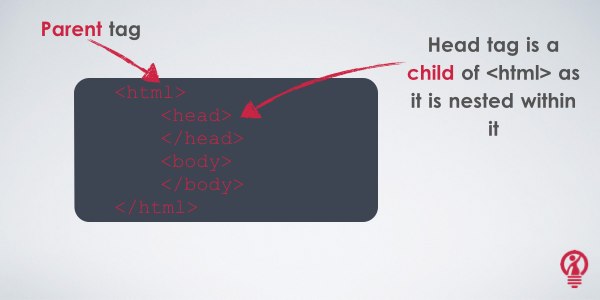 Parent tag
Head tag is a
child of <html> as
it is nested within
it
<html>
<head>
</head>
<body>
</body>
</html>